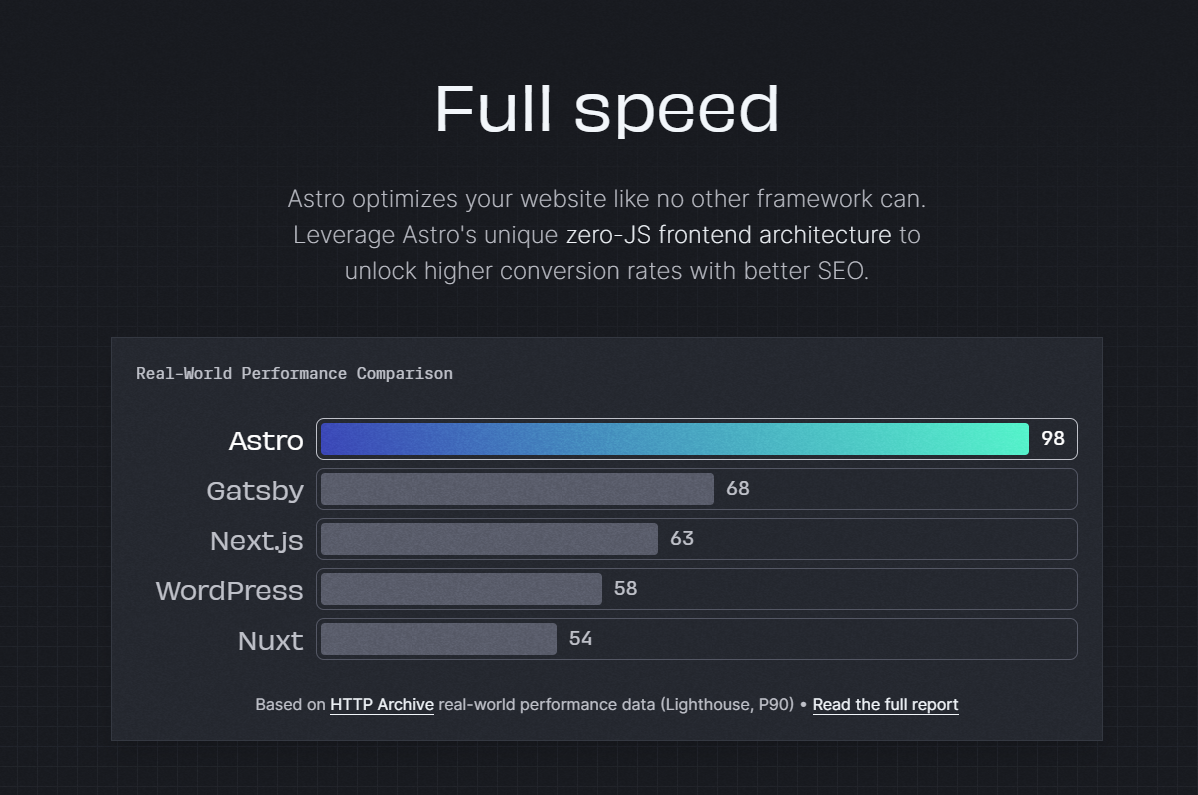 Full speed
Astro optimizes your website like no other framework can.
Leverage Astro's unique zero-JS frontend architecture to
unlock higher conversion rates with better SEO.
Real-World Performance Comparison
Astro 98
Gatsby 68
Next.js 63
WordPress 58
Nuxt 54
Based on HTTP Archive real-world performance data (Lighthouse, P90) • Read the full report